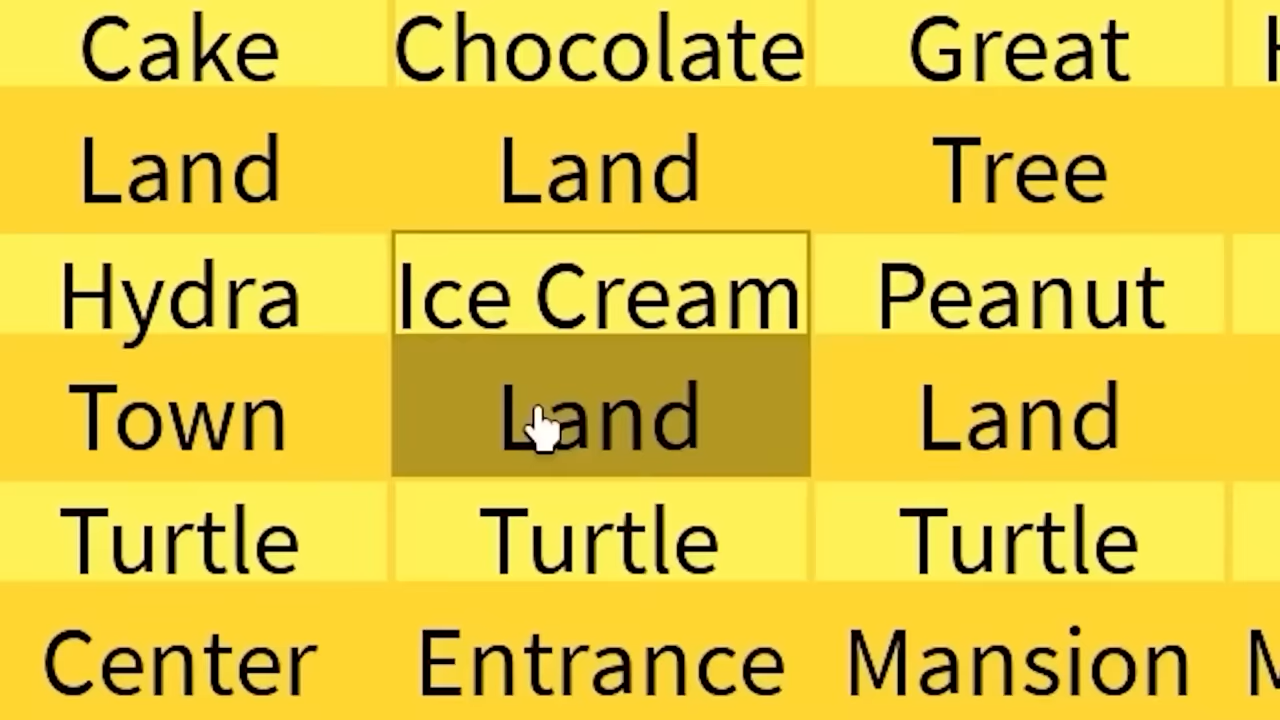 Cake Chocolate Great
Land Land Tree
Hydra Ice Cream Peanut
Town Land Land
Turtle Turtle Turtle
Center Entrance Mansion